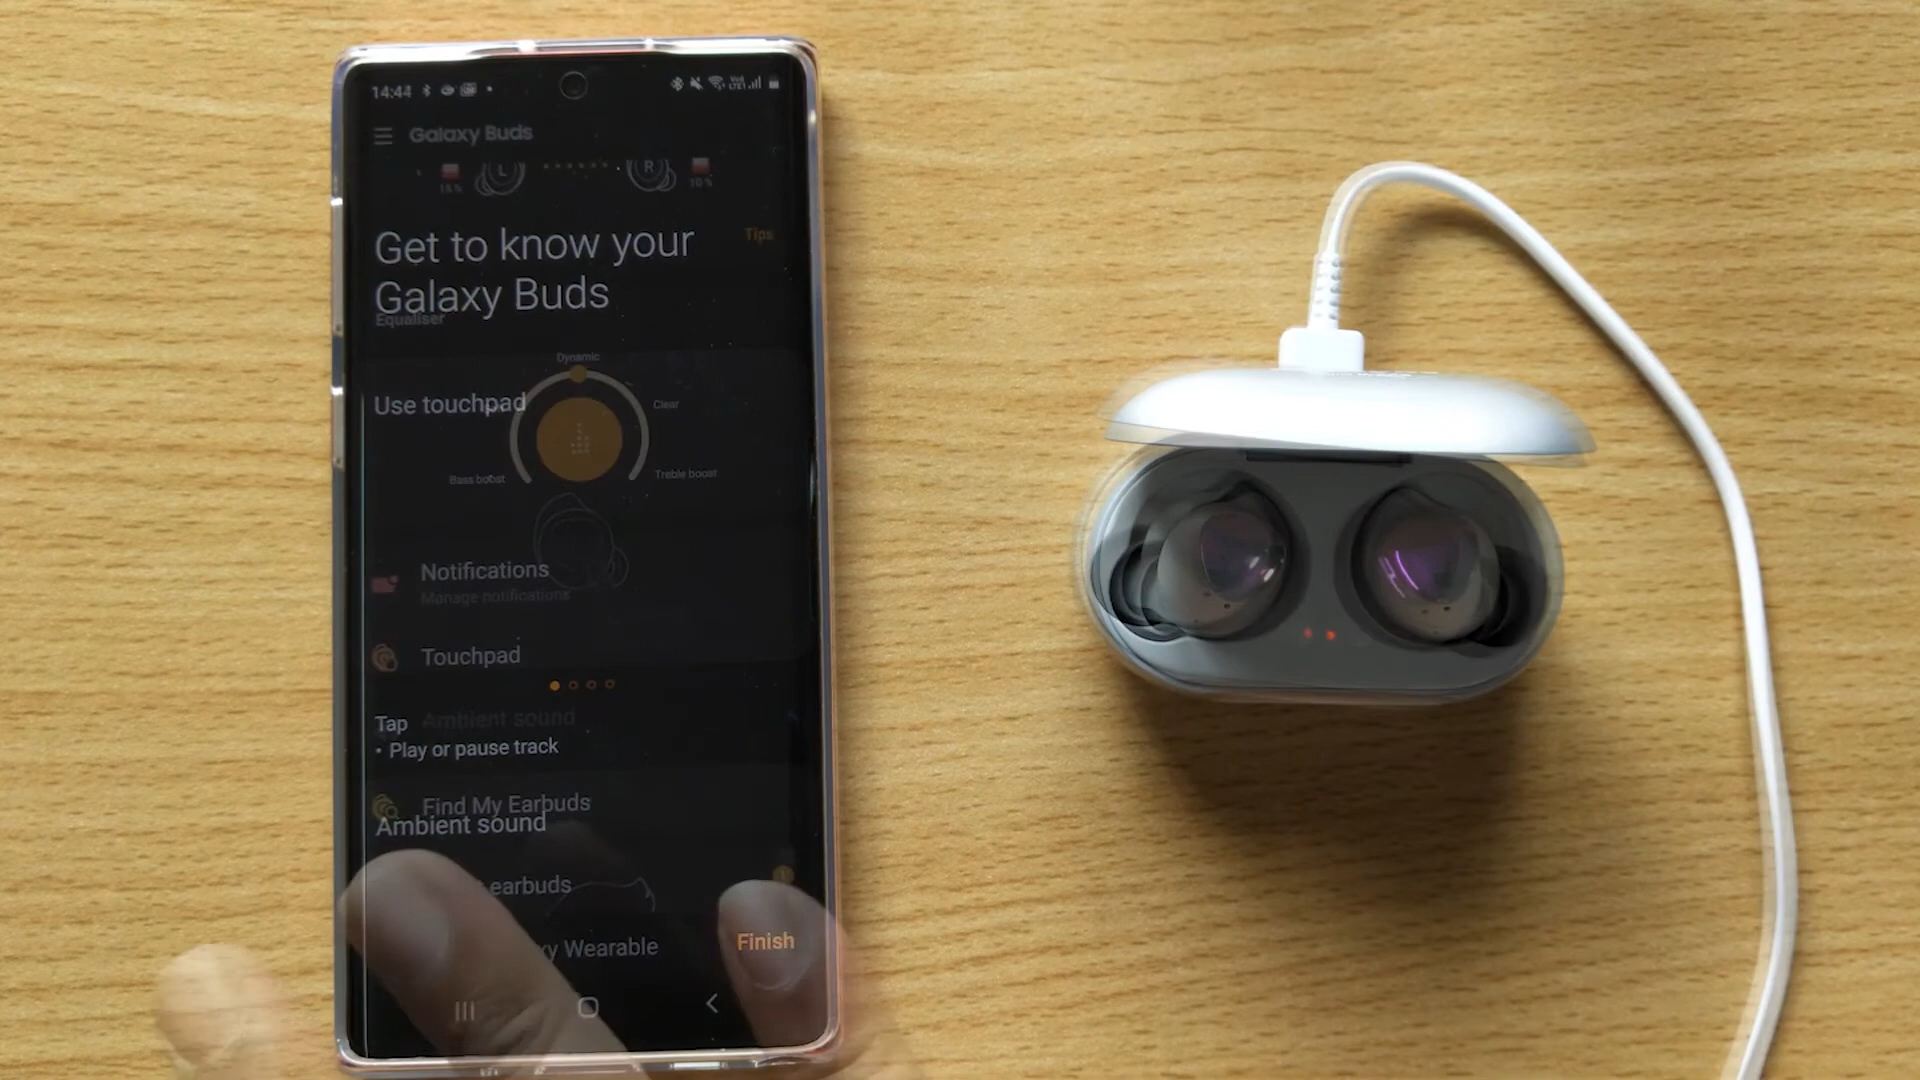 14:44
Galaxy Buds
L
R
15%
10%
Get to know your
Tips
Galaxy Buds
Equaliser
Dynamic
Use touchpad
Clear
Bass boost
Treble boost
Notifications
Manage notifications
Touchpad
Tap
Ambient sound
• Play or pause track
Find My Earbuds
Ambient sound
earbuds
Wearable
Finish